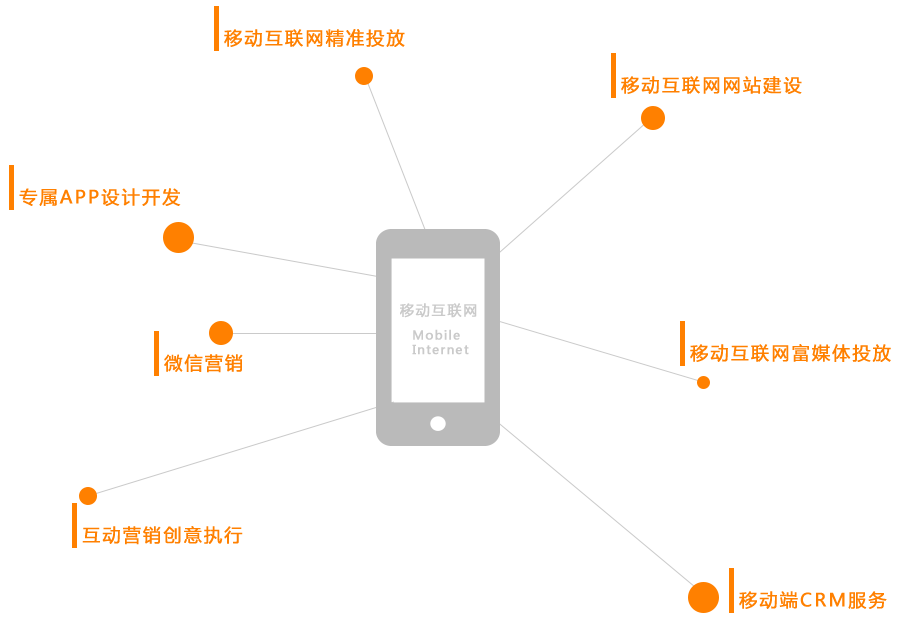 移动互联网精准投放
移动互联网网站建设
专属APP设计开发
移动互联网
Mobile
Internet
移动互联网富媒体投放
微信营销
互动营销创意执行
移动端CRM服务